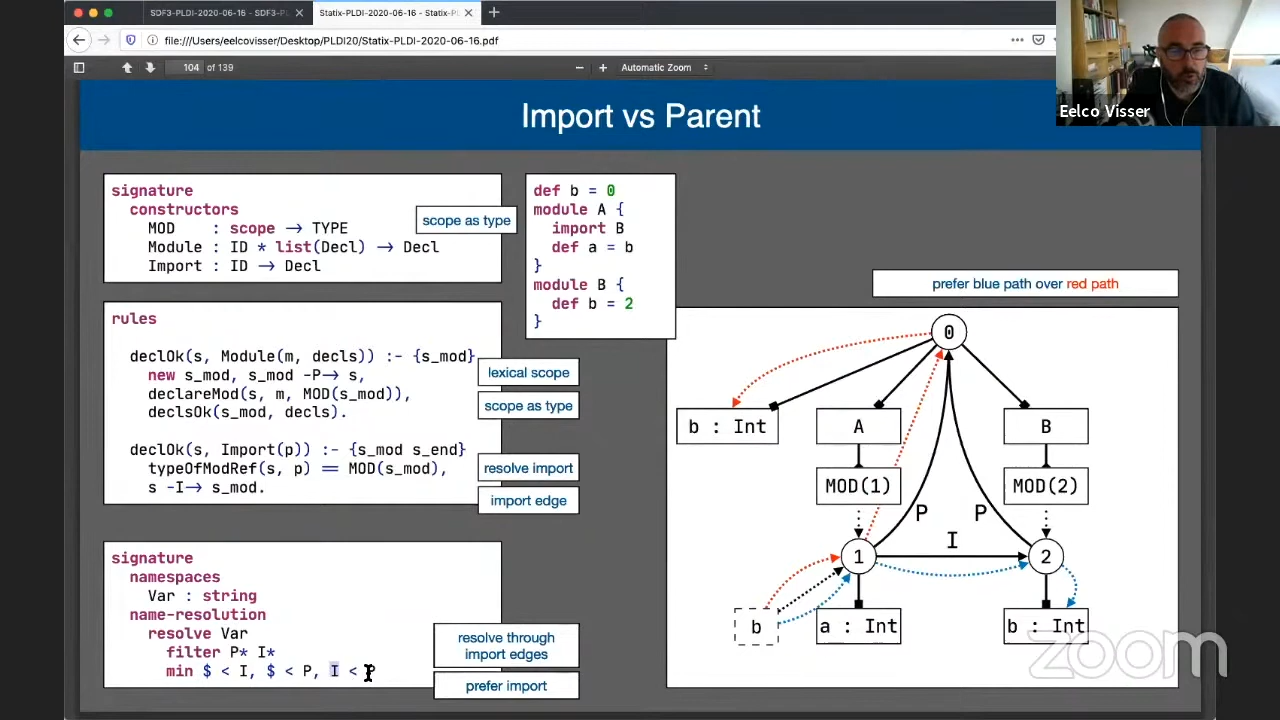 SDF3-PLDI-2020-06-16 - SDF3-P
Statix-PLDI-2020-06-16 - Statix-P
file:///Users/eelcovisser/Desktop/PLDI20/Statix-PLDI-2020-06-16.pdf
104 of 139
Automatic Zoom
Eelco Visser
Import vs Parent
signature
constructors
MOD : scope → TYPE
Module : ID * list(Decl) → Decl
Import : ID → Decl
scope as type
def b = 0
module A {
import B
def a = b
}
module B {
def b = 2
}
prefer blue path over red path
rules
declOk(s, Module(m, decls)) :- {s_mod}
new s_mod, s_mod -P→ s,
declareMod(s, m, MOD(s_mod)),
declsOk(s_mod, decls).
declOk(s, Import(p)) :- {s_mod s_end}
typeOfModRef(s, p) == MOD(s_mod),
s -I→ s_mod.
lexical scope
scope as type
resolve import
import edge
signature
namespaces
Var : string
name-resolution
resolve Var
filter P* I*
min $ < I, $ < P, I < P
resolve through
import edges
prefer import
0
b : Int
A
B
MOD(1)
MOD(2)
P
P
I
1
2
b
a : Int
b : Int
zoom